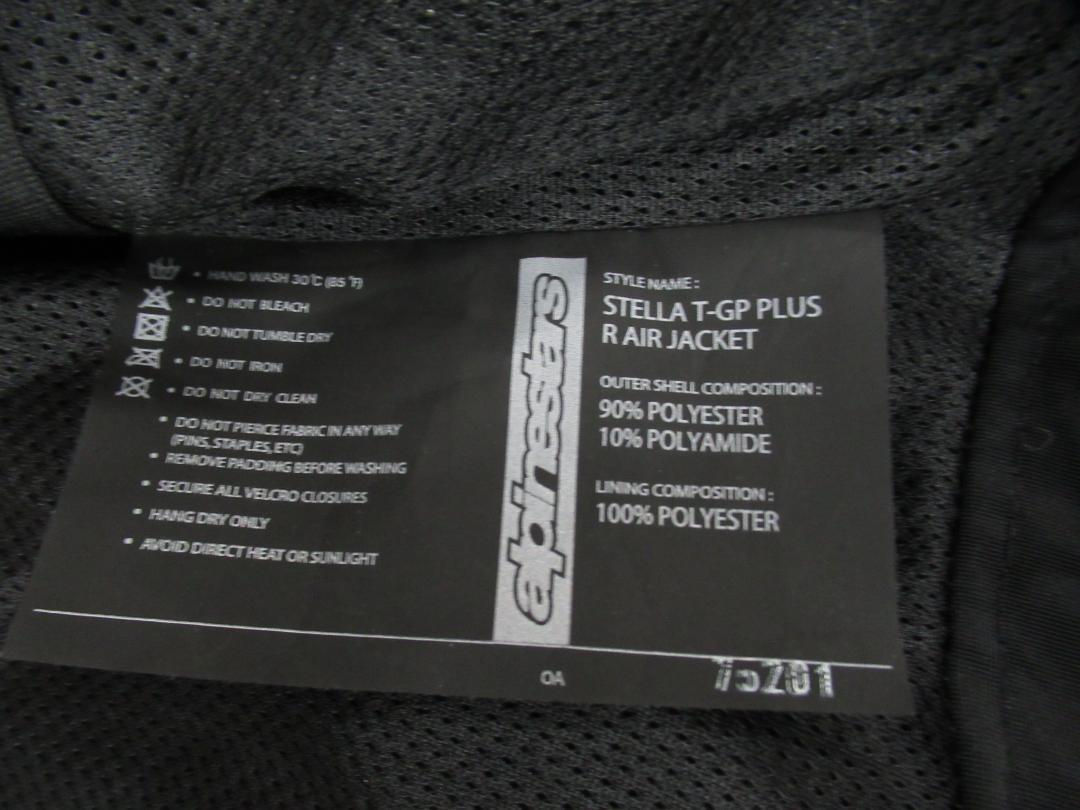 • HAND WASH 30°C (85 °F)
• DO NOT BLEACH
• DO NOT TUMBLE DRY
• DO NOT IRON
• DO NOT DRY CLEAN
• DO NOT PIERCE FABRIC IN ANY WAY
(PINS, STAPLES, ETC)
• REMOVE PADDING BEFORE WASHING
• SECURE ALL VELCRO CLOSURES
• HANG DRY ONLY
• AVOID DIRECT HEAT OR SUNLIGHT
alpinestars
STYLE NAME :
STELLA T-GP PLUS
R AIR JACKET
OUTER SHELL COMPOSITION :
90% POLYESTER
10% POLYAMIDE
LINING COMPOSITION :
100% POLYESTER
OA
75201